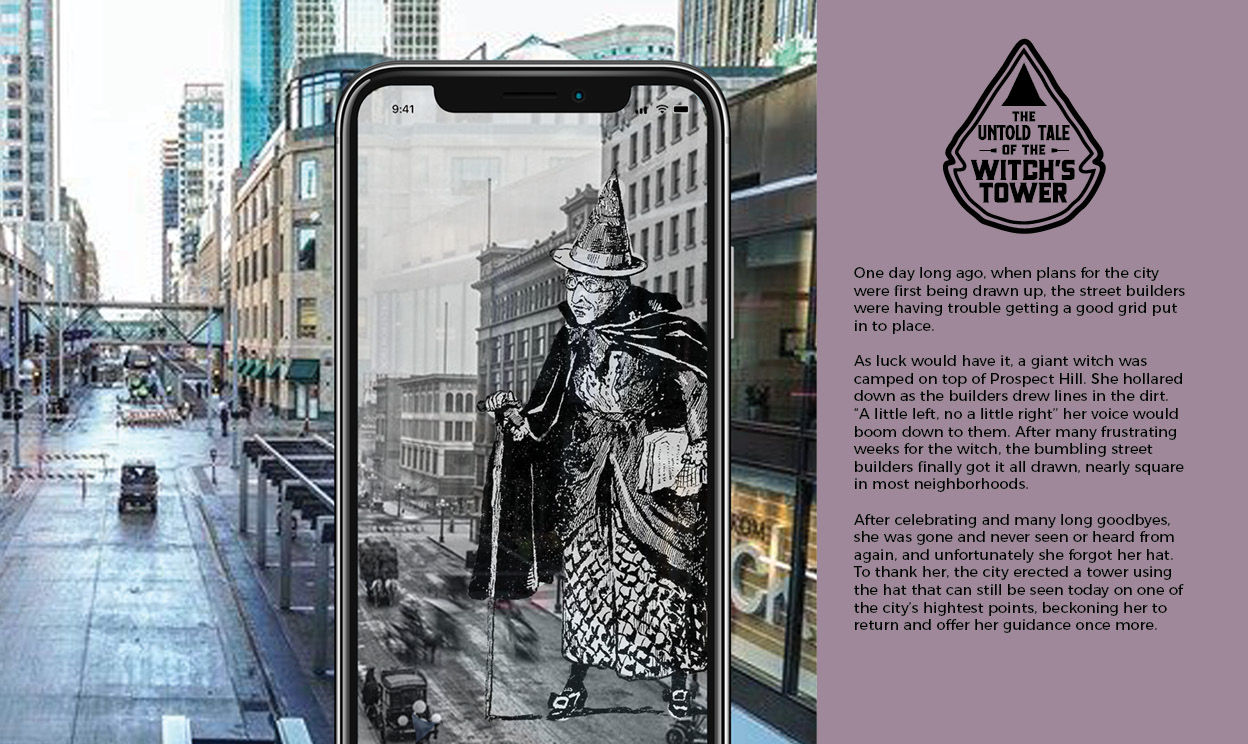 9:41
THE
UNTOLD TALE
OF THE
WITCH'S
TOWER
One day long ago, when plans for the city
were first being drawn up, the street builders
were having trouble getting a good grid put
in to place.
As luck would have it, a giant witch was
camped on top of Prospect Hill. She hollared
down as the builders drew lines in the dirt.
“A little left, no a little right” her voice would
boom down to them. After many frustrating
weeks for the witch, the bumbling street
builders finally got it all drawn, nearly square
in most neighborhoods.
After celebrating and many long goodbyes,
she was gone and never seen or heard from
again, and unfortunately she forgot her hat.
To thank her, the city erected a tower using
the hat that can still be seen today on one of
the city's hightest points, beckoning her to
return and offer her guidance once more.